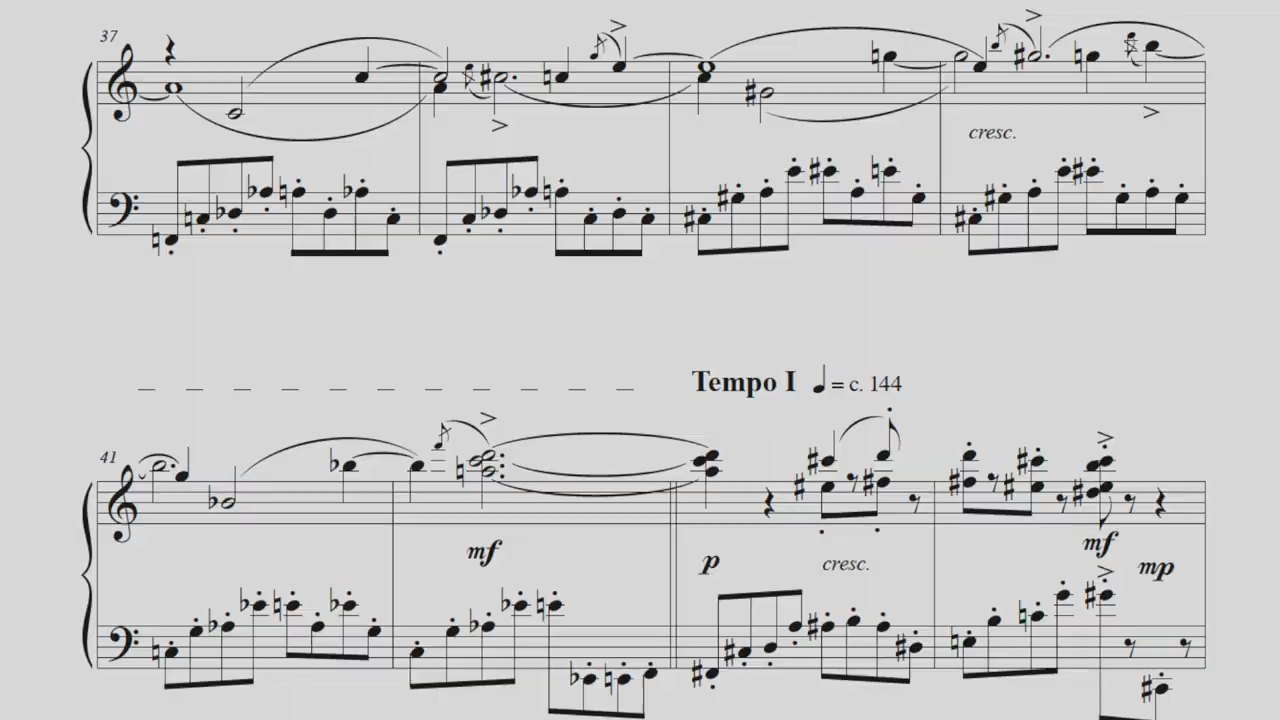 37
cresc.
Tempo I ♩ = c. 144
41
mf
p
cresc.
mf
mp